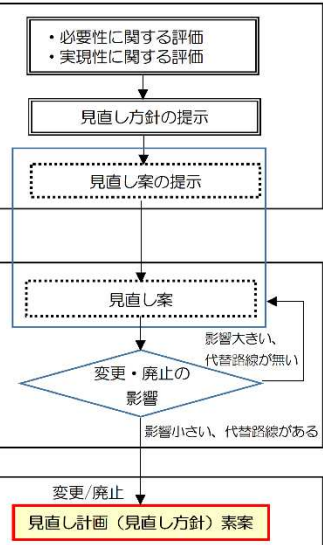 ・必要性に関する評価
・実現性に関する評価
見直し方針の提示
見直し案の提示
見直し案
影響大きい、
代替路線が無い
変更・廃止の
影響
影響小さい、代替路線がある
変更/廃止
見直し計画（見直し方針）素案